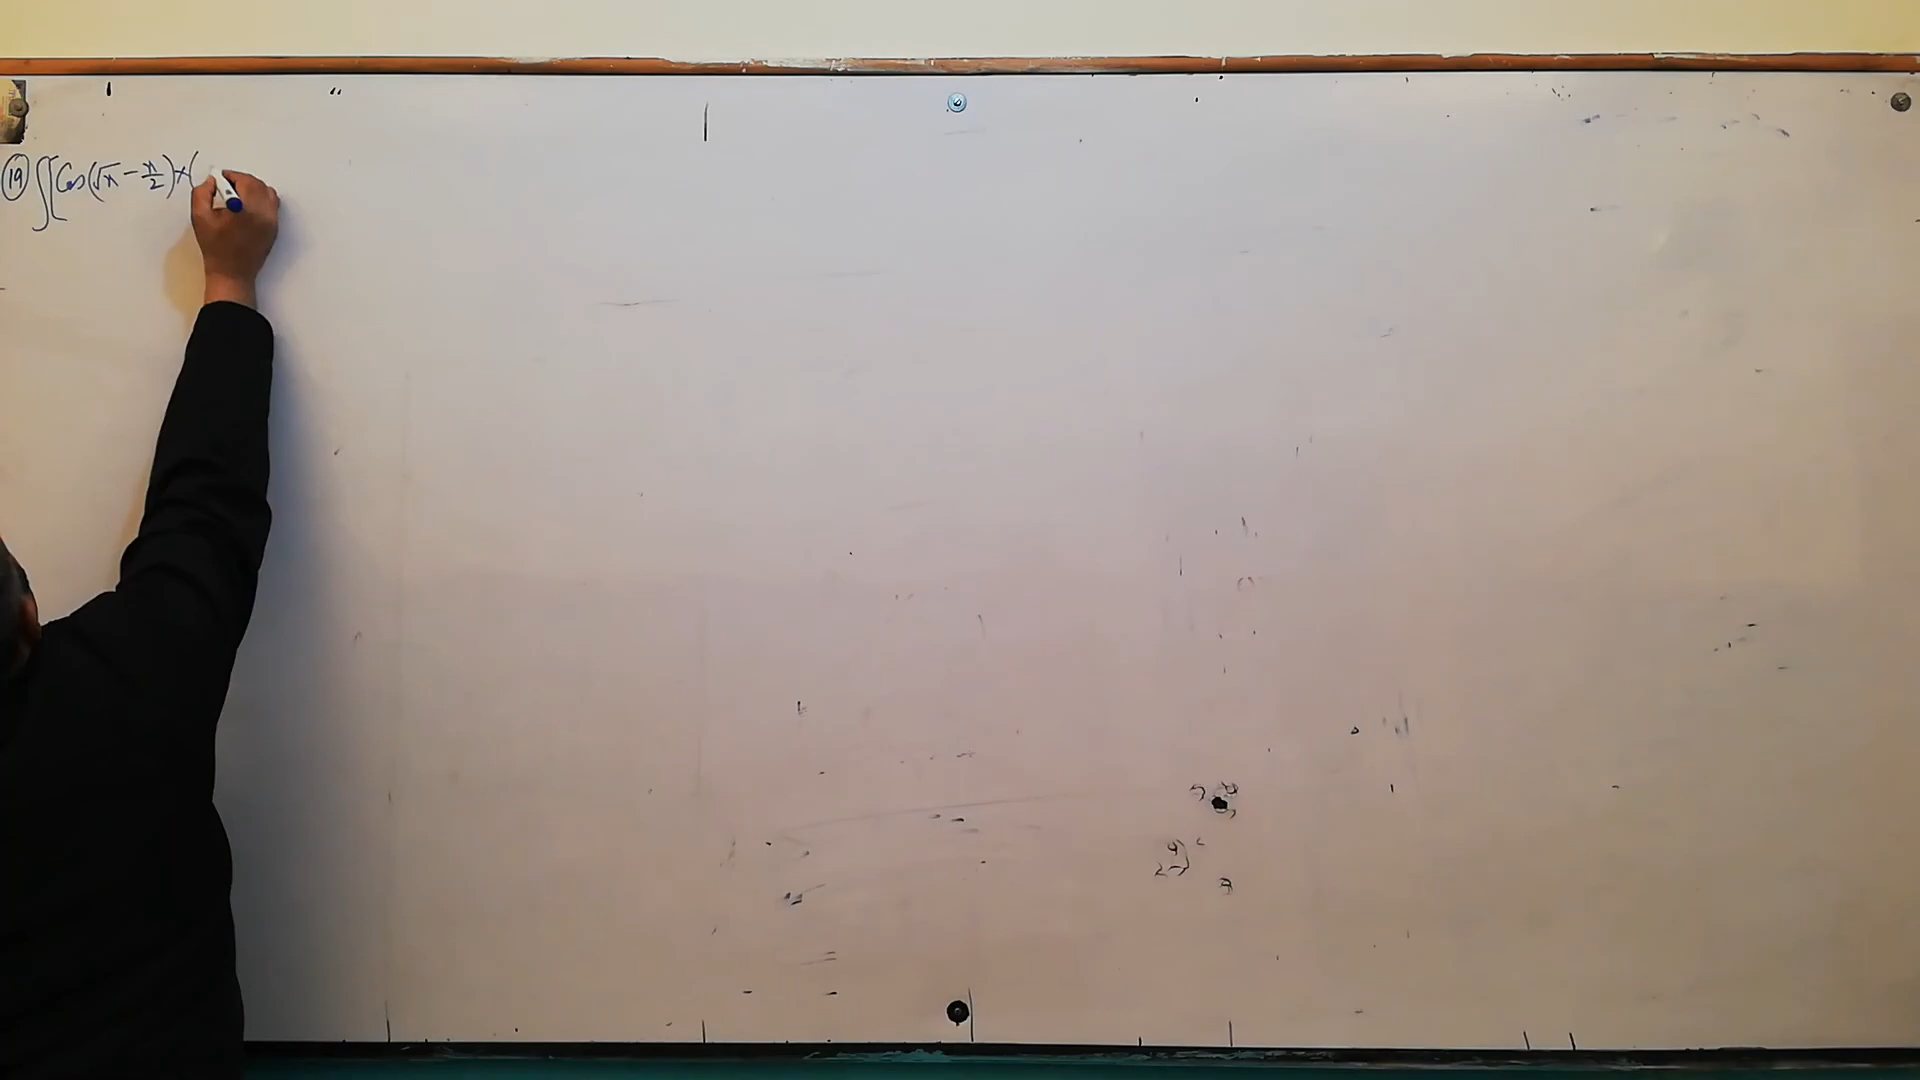 ⑲ ∫[Cos(√x - x/2) × (